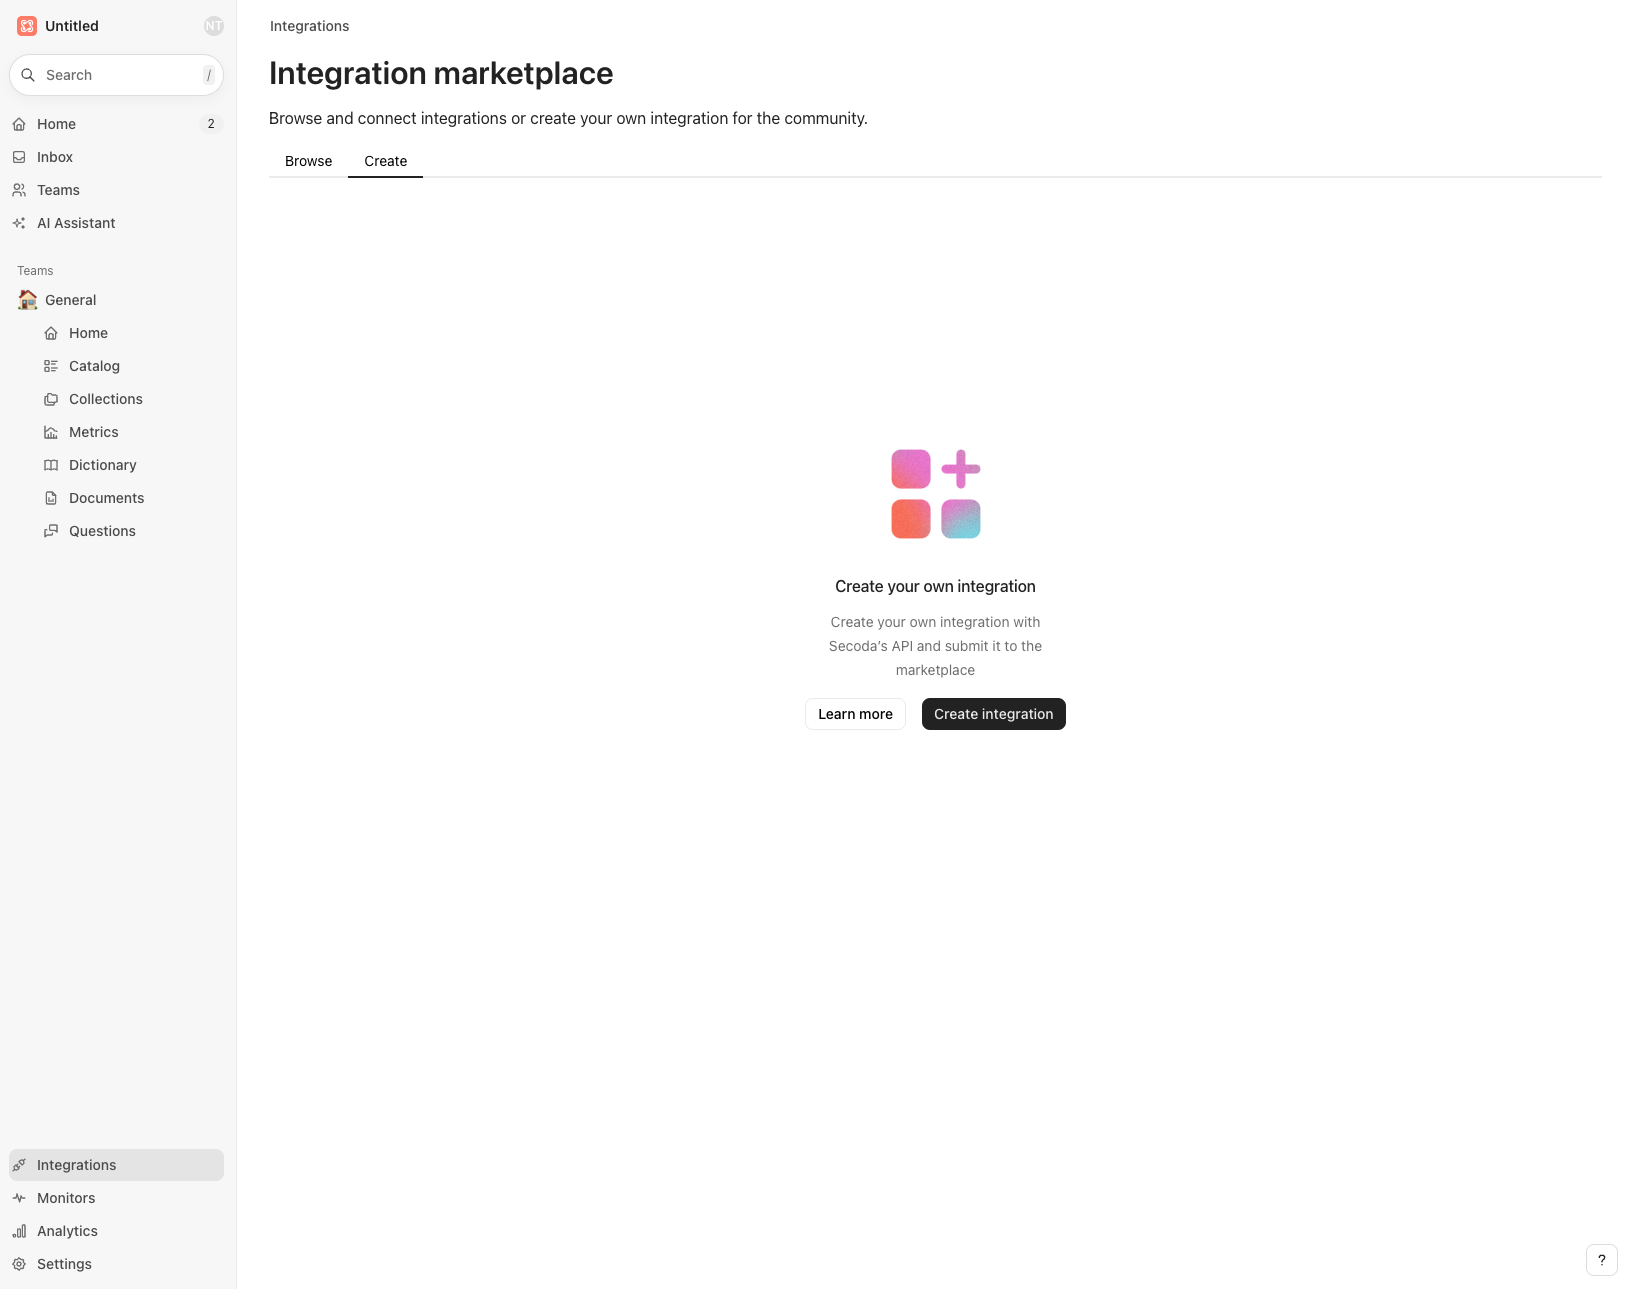 Untitled
NT
Search
/
Home
2
Inbox
Teams
AI Assistant
Teams
General
Home
Catalog
Collections
Metrics
Dictionary
Documents
Questions
Integrations
Monitors
Analytics
Settings
Integrations
Integration marketplace
Browse and connect integrations or create your own integration for the community.
Browse
Create
Create your own integration
Create your own integration with
Secoda's API and submit it to the
marketplace
Learn more
Create integration
?